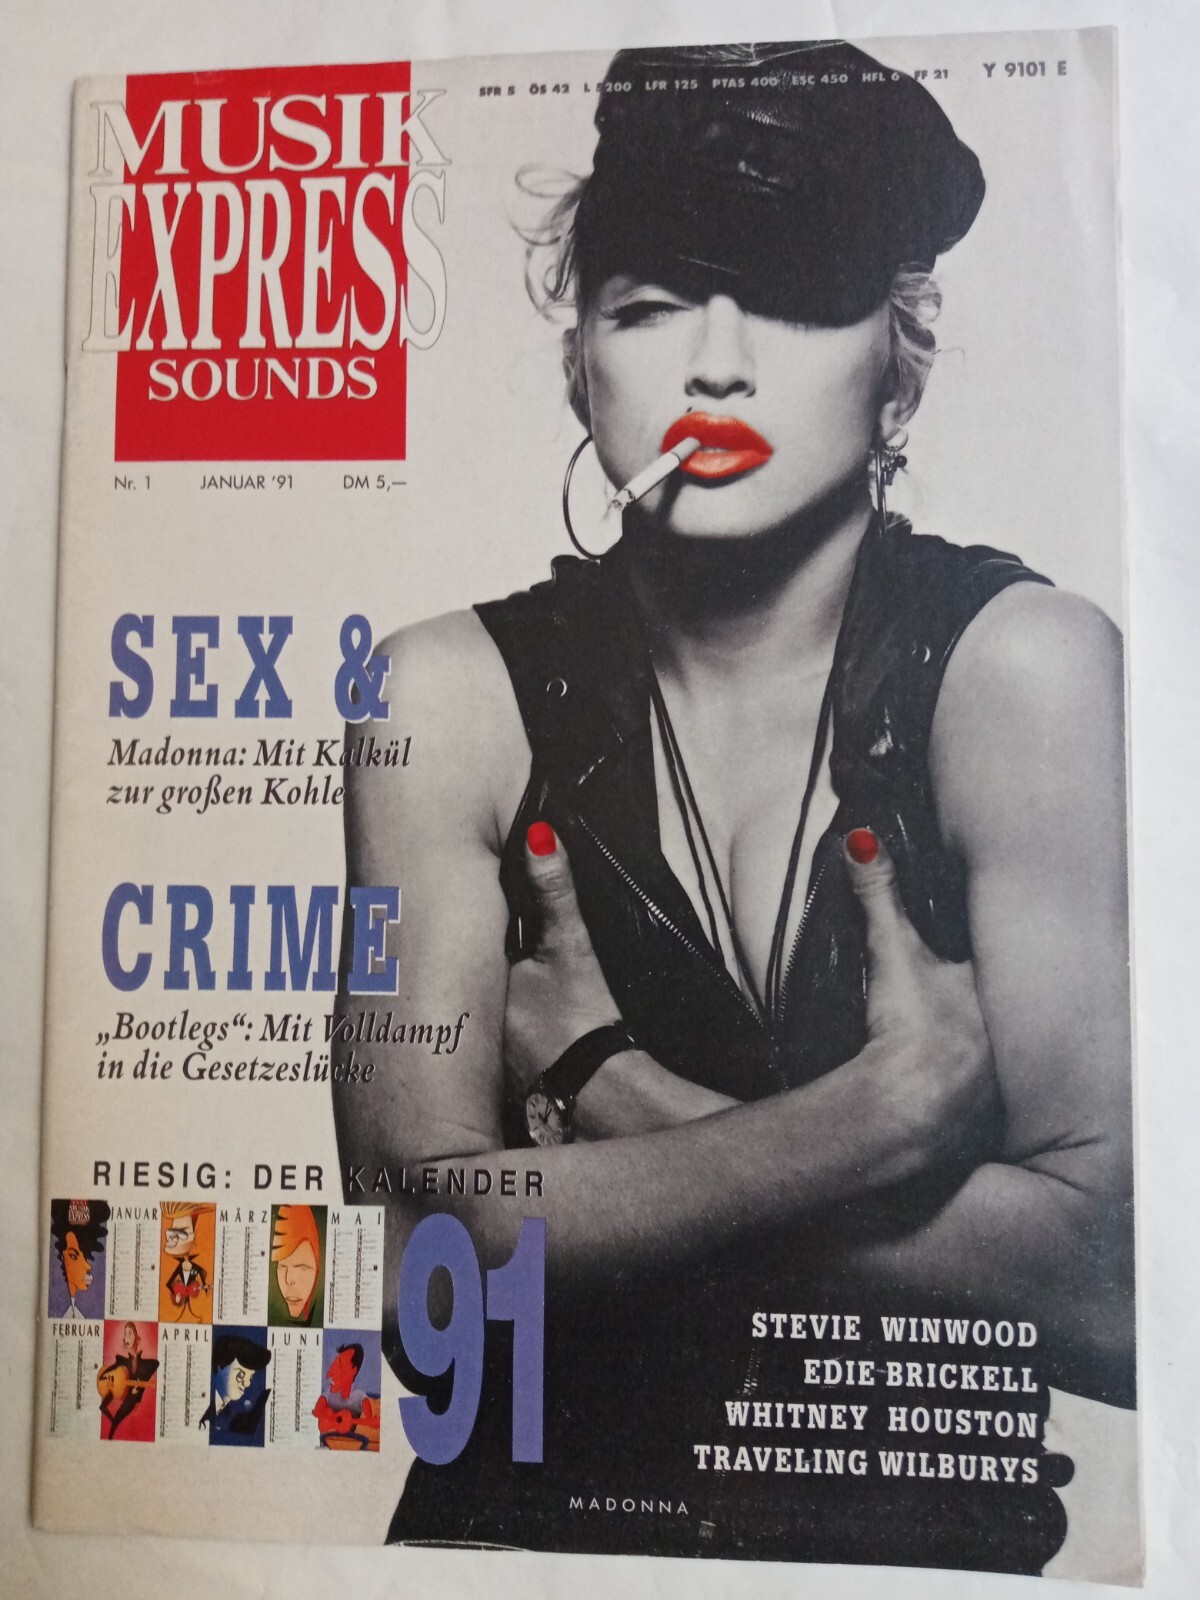 SFR 5 ÖS 42 L 5200 LFR 125 PTAS 400 ESC 450 HFL 6 FF 21 Y 9101 E
MUSIK
EXPRESS
SOUNDS
Nr. 1 JANUAR '91 DM 5,—
SEX &
Madonna: Mit Kalkül
zur großen Kohle
CRIME
„Bootlegs“: Mit Volldampf
in die Gesetzeslücke
RIESIG: DER KALENDER
91
MUSIK
EXPRESS
JANUAR
MÄRZ
MAI
FEBRUAR
APRIL
JUNI
STEVIE WINWOOD
EDIE BRICKELL
WHITNEY HOUSTON
TRAVELING WILBURYS
MADONNA